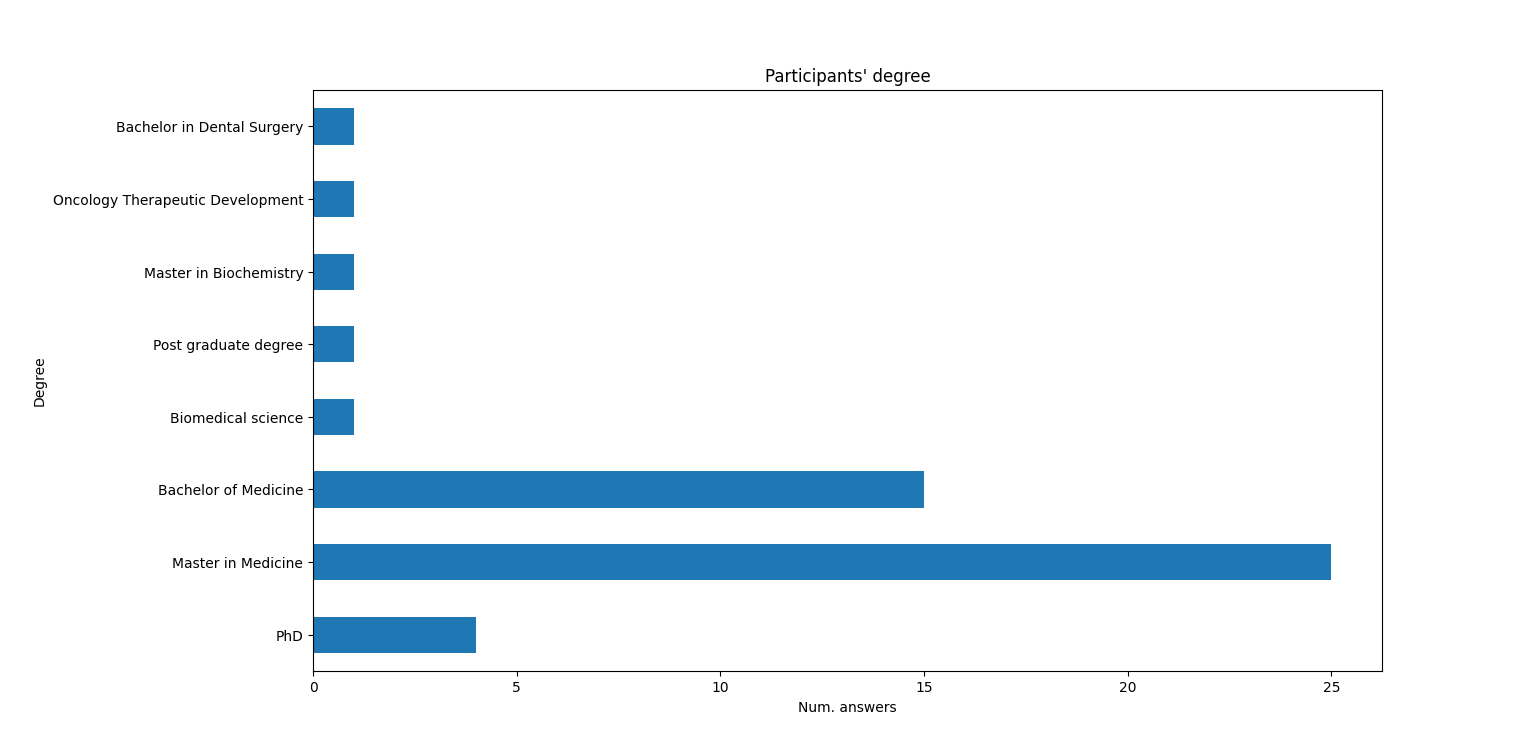 Participants' degree
Bachelor in Dental Surgery
Oncology Therapeutic Development
Master in Biochemistry
Post graduate degree
Biomedical science
Bachelor of Medicine
Master in Medicine
PhD
Degree
0 5 10 15 20 25
Num. answers